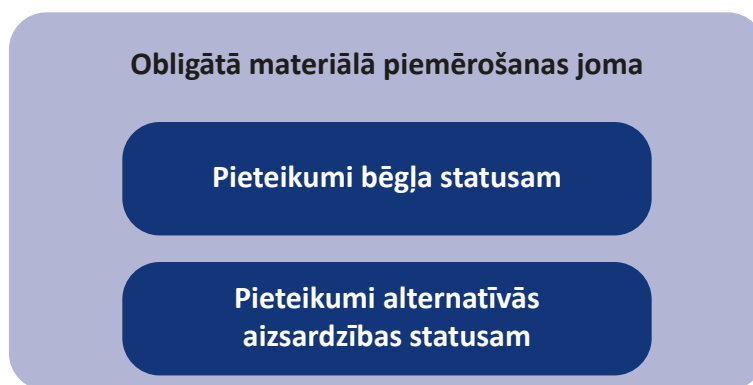 Obligātā materiālā piemērošanas joma
Pieteikumi bēgļa statusam
Pieteikumi alternatīvās
aizsardzības statusam